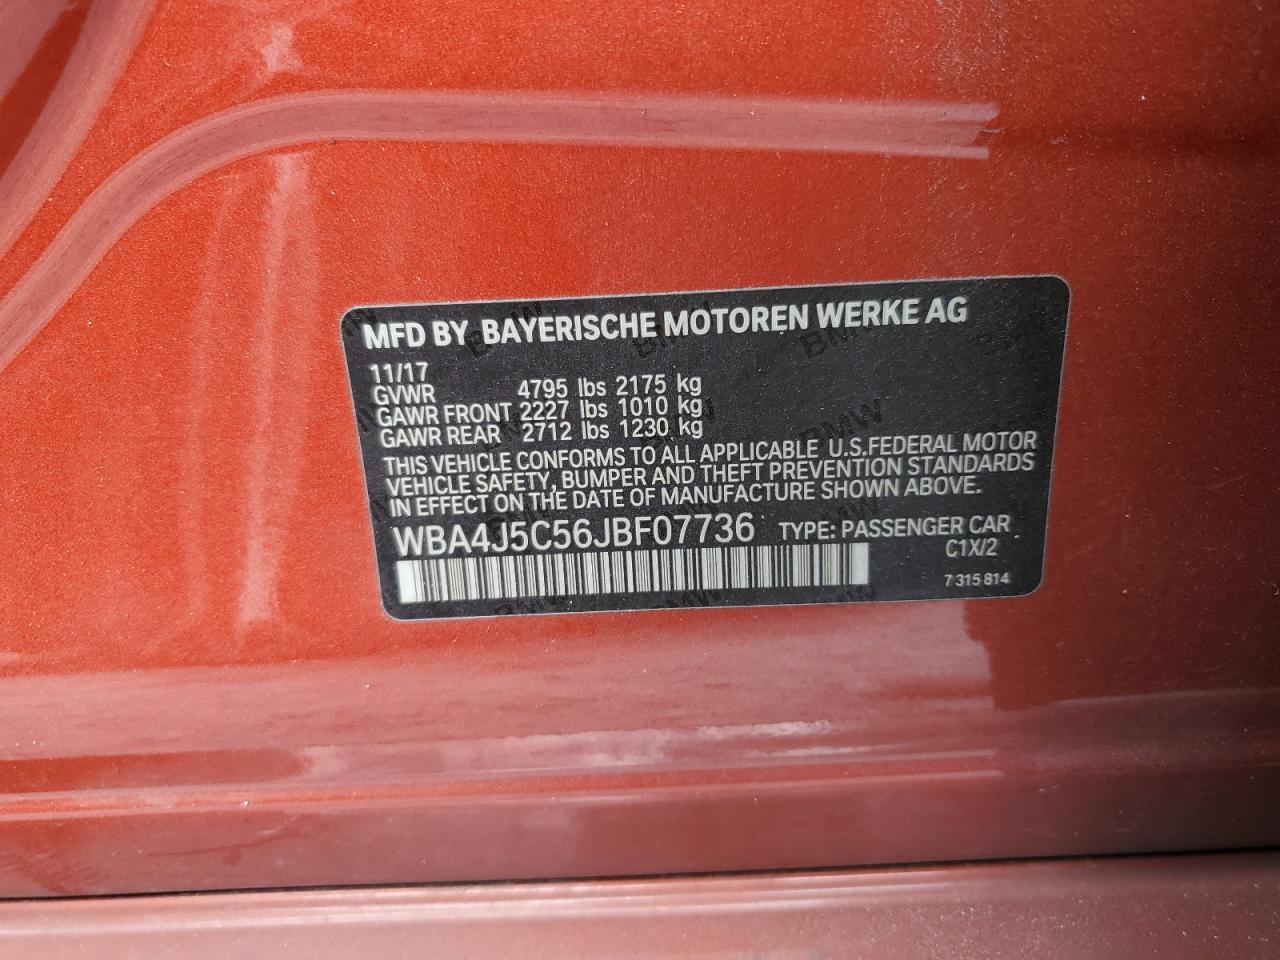 MFD BY BAYERISCHE MOTOREN WERKE AG
11/17
GVWR 4795 lbs 2175 kg
GAWR FRONT 2227 lbs 1010 kg
GAWR REAR 2712 lbs 1230 kg
THIS VEHICLE CONFORMS TO ALL APPLICABLE U.S.FEDERAL MOTOR
VEHICLE SAFETY, BUMPER AND THEFT PREVENTION STANDARDS
IN EFFECT ON THE DATE OF MANUFACTURE SHOWN ABOVE.
WBA4J5C56JBF07736 TYPE: PASSENGER CAR
C1X/2
7 315 814